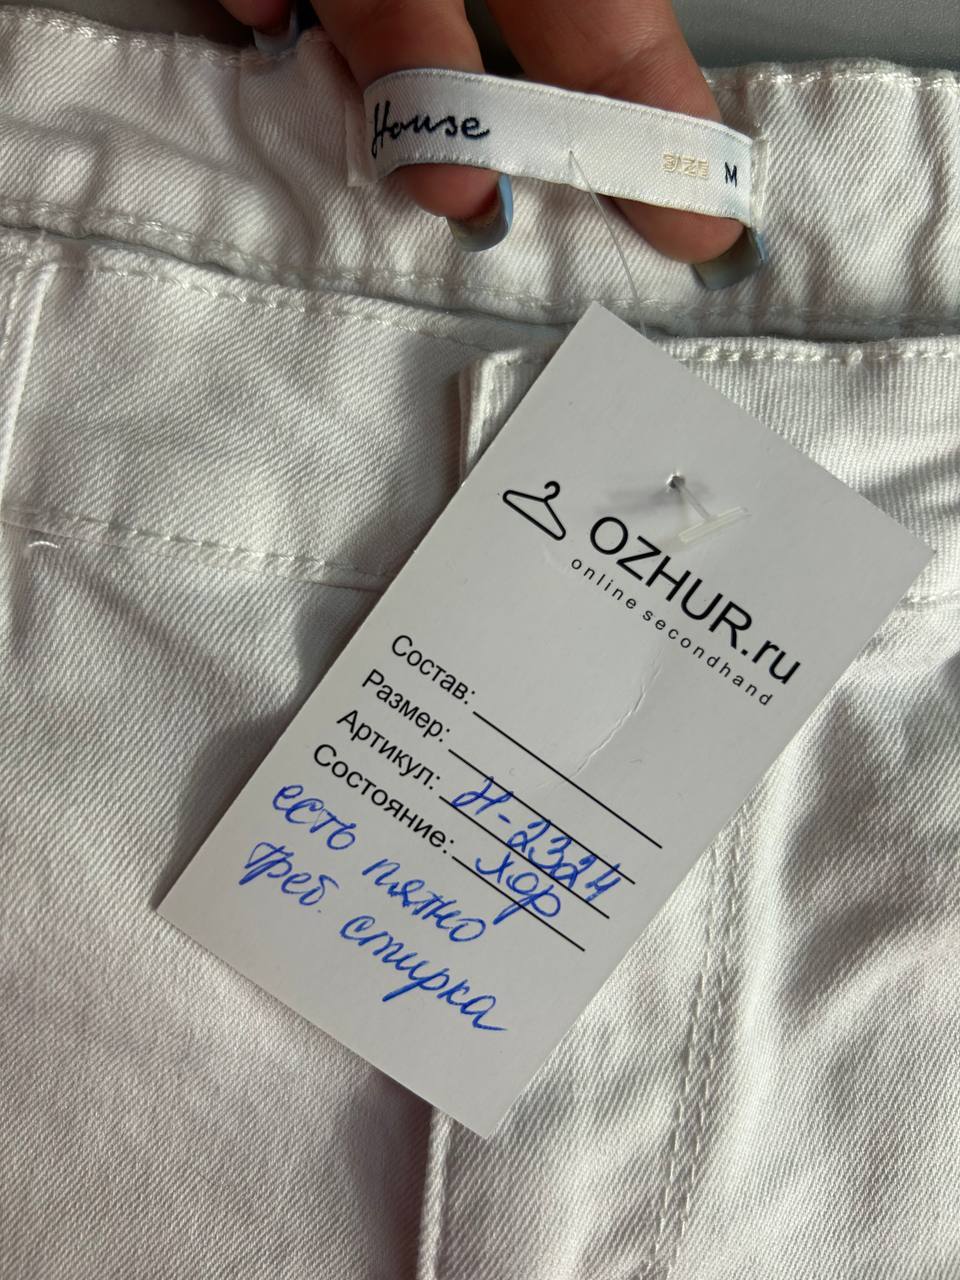 House SIZE M
OZHUR.ru
online secondhand
Состав:
Размер:
Артикул: Н-2324
Состояние: хор
есть пятно
треб. стирка